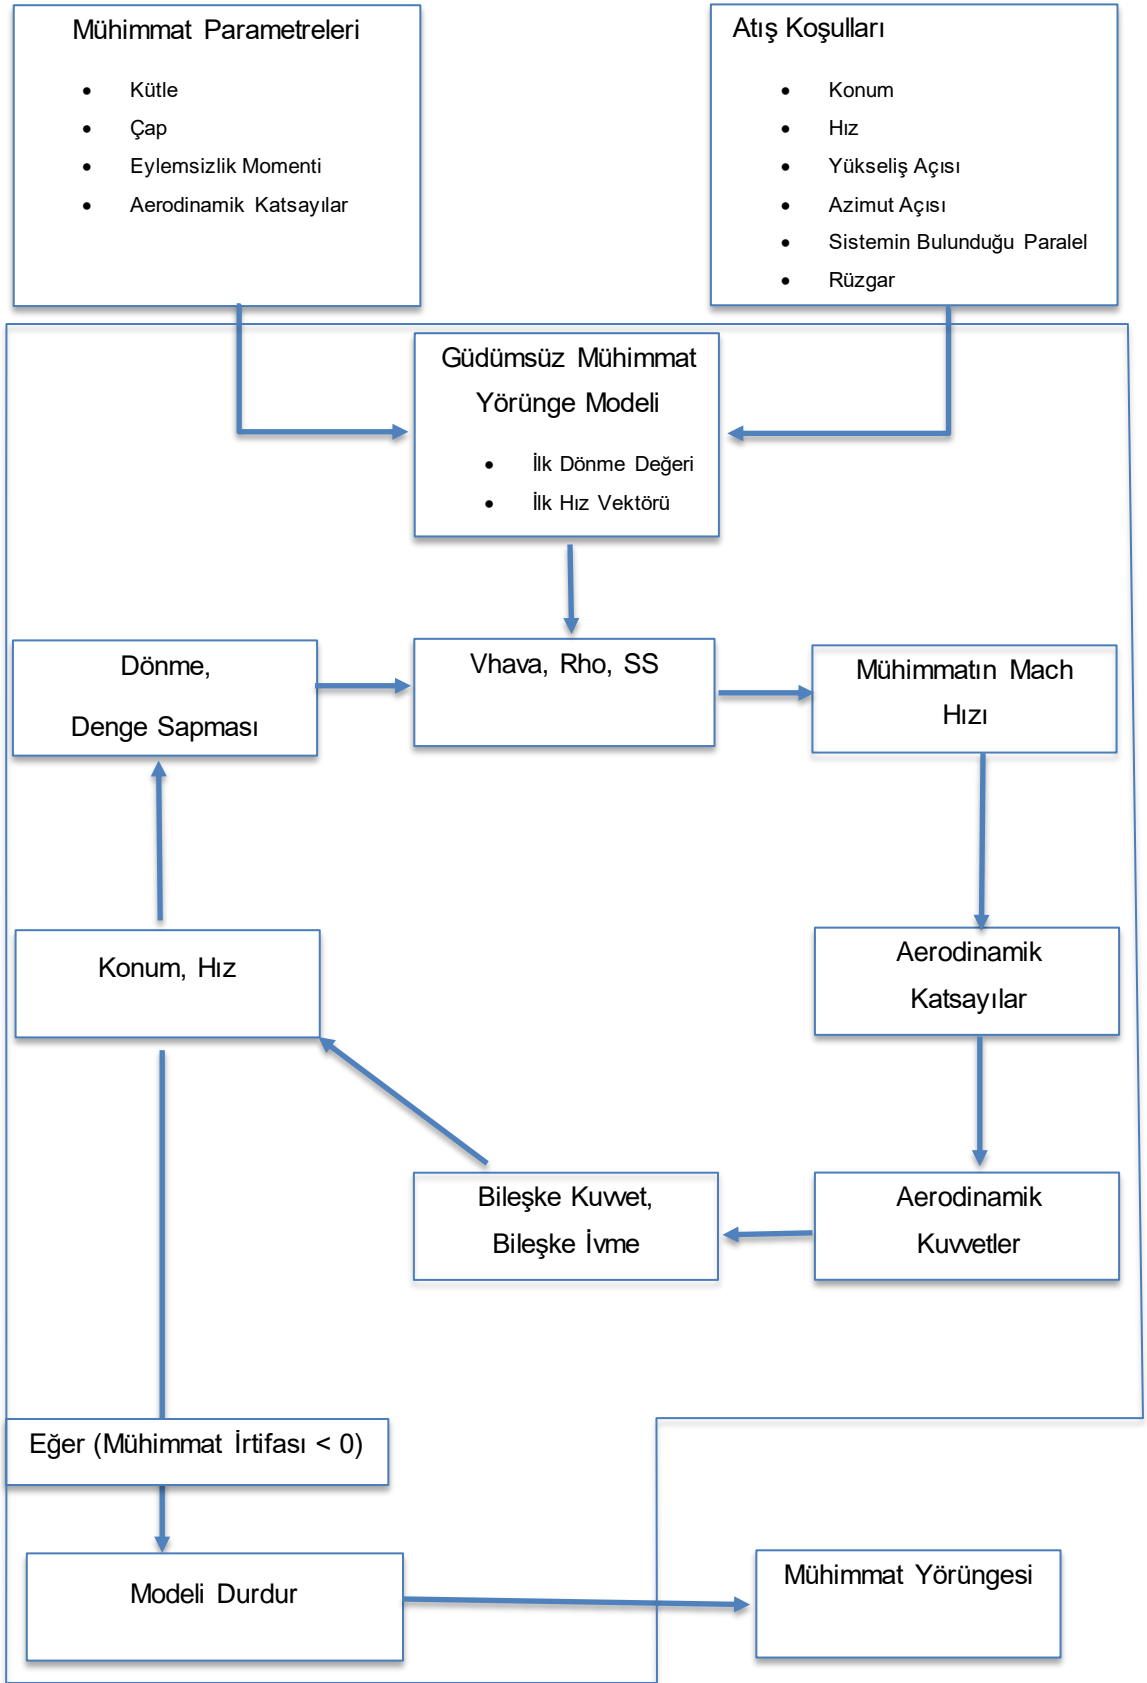 Mühimmat Parametreleri
• Kütle
• Çap
• Eylemsizlik Momenti
• Aerodinamik Katsayılar
Atış Koşulları
• Konum
• Hız
• Yükseliş Açısı
• Azimut Açısı
• Sistemin Bulunduğu Paralel
• Rüzgar
Güdümsüz Mühimmat
Yörünge Modeli
• İlk Dönme Değeri
• İlk Hız Vektörü
Dönme,
Denge Sapması
Vhava, Rho, SS
Mühimmatın Mach
Hızı
Konum, Hız
Aerodinamik
Katsayılar
Bileşke Kuvvet,
Bileşke İvme
Aerodinamik
Kuvvetler
Eğer (Mühimmat İrtifası < 0)
Modeli Durdur
Mühimmat Yörüngesi